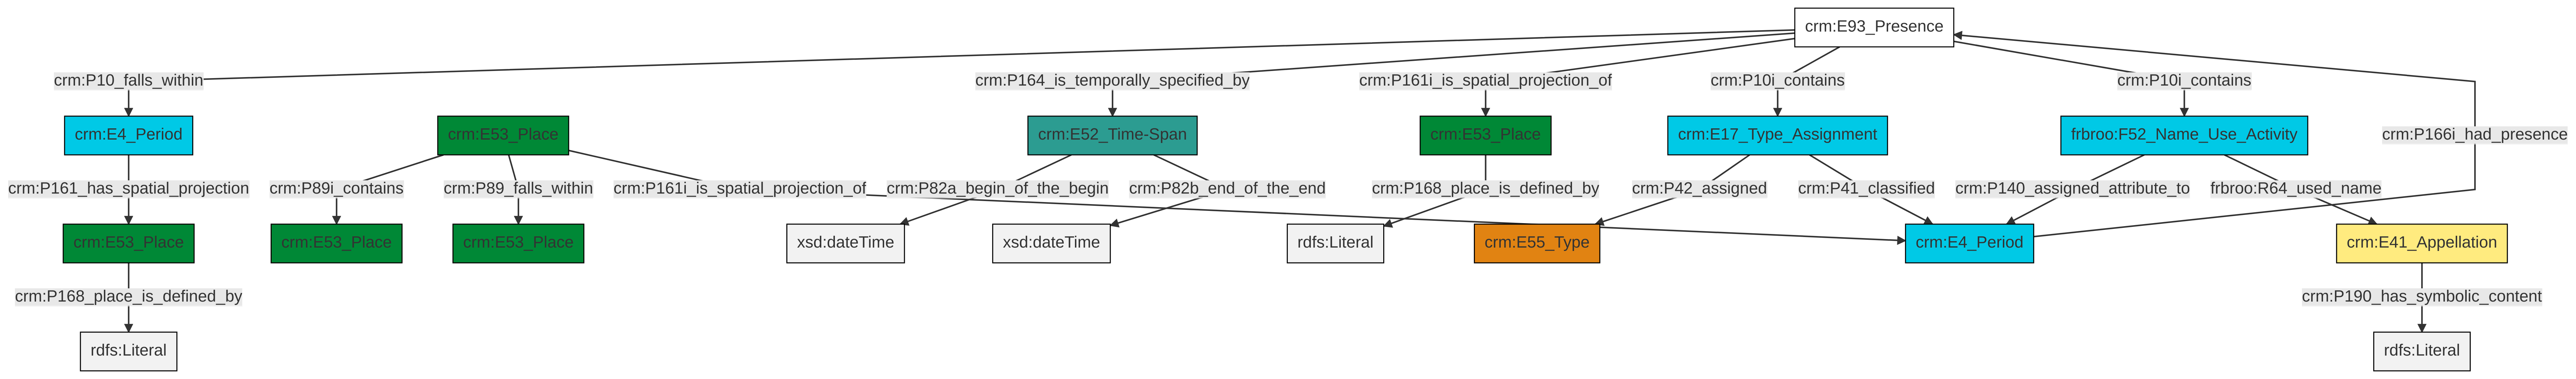 crm:E93_Presence
crm:P10_falls_within
crm:P164_is_temporally_specified_by
crm:P161i_is_spatial_projection_of
crm:P10i_contains
crm:P10i_contains
crm:E4_Period
crm:E53_Place
crm:E52_Time-Span
crm:E53_Place
crm:E17_Type_Assignment
frbroo:F52_Name_Use_Activity
crm:P166i_had_presence
crm:P161_has_spatial_projection
crm:P89i_contains
crm:P89_falls_within
crm:P161i_is_spatial_projection_of
crm:P82a_begin_of_the_begin
crm:P82b_end_of_the_end
crm:P168_place_is_defined_by
crm:P42_assigned
crm:P41_classified
crm:P140_assigned_attribute_to
frbroo:R64_used_name
crm:E53_Place
crm:E53_Place
crm:E53_Place
xsd:dateTime
xsd:dateTime
rdfs:Literal
crm:E55_Type
crm:E4_Period
crm:E41_Appellation
crm:P168_place_is_defined_by
crm:P190_has_symbolic_content
rdfs:Literal
rdfs:Literal